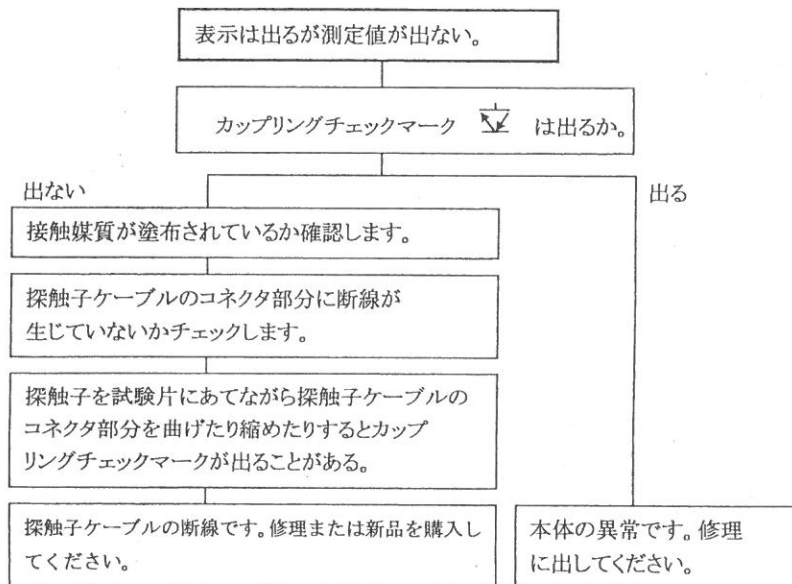 表示は出るが測定値が出ない。
カップリングチェックマーク は出るか。
出ない
出る
接触媒質が塗布されているか確認します。
探触子ケーブルのコネクタ部分に断線が
生じていないかチェックします。
探触子を試験片にあてながら探触子ケーブルの
コネクタ部分を曲げたり縮めたりするとカップ
リングチェックマークが出ることがある。
探触子ケーブルの断線です。修理または新品を購入し
てください。
本体の異常です。修理
に出してください。